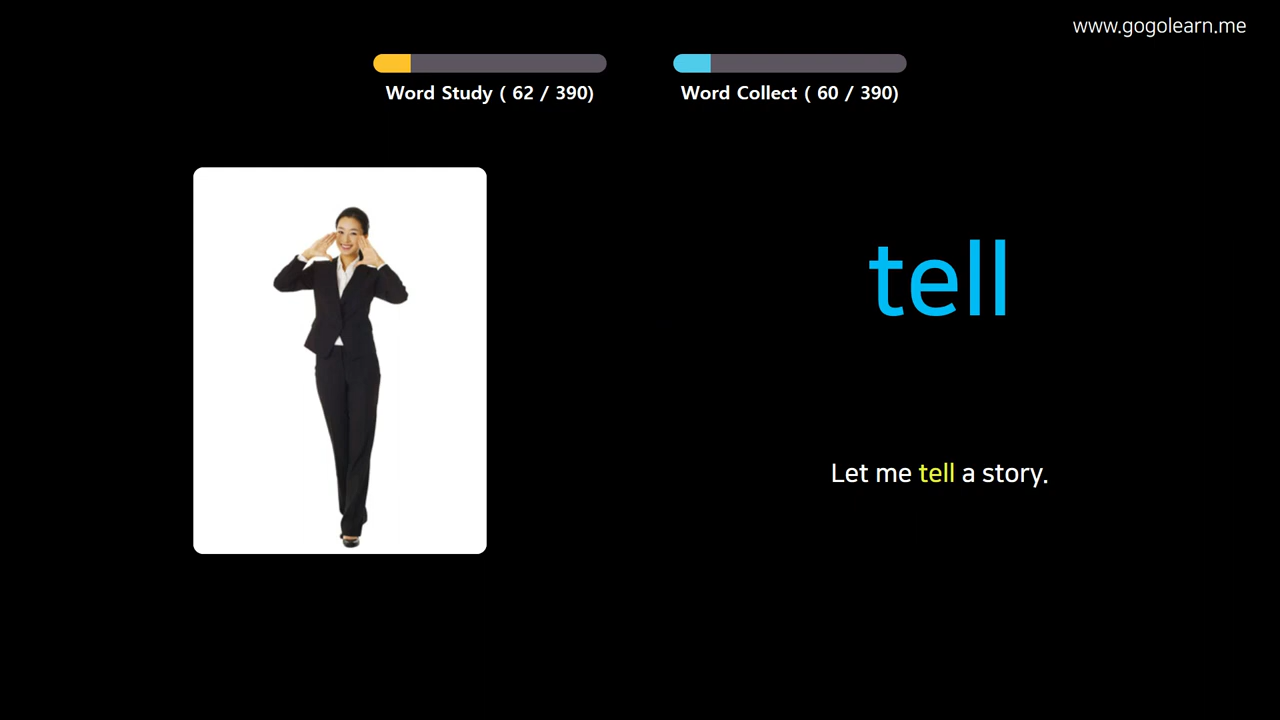 www.gogolearn.me
Word Study ( 62 / 390)
Word Collect ( 60 / 390)
tell
Let me tell a story.